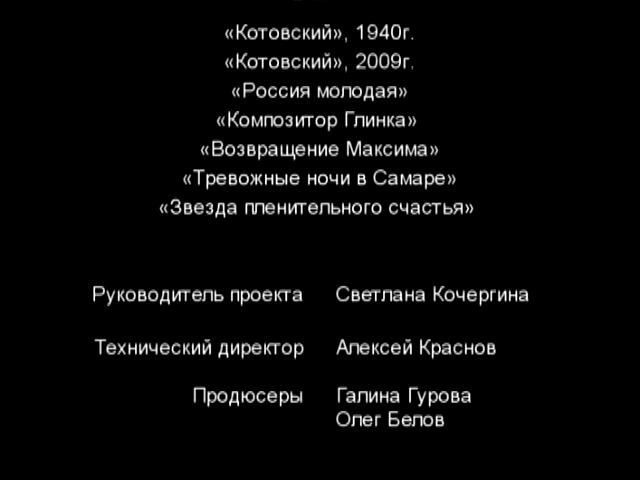 «Котовский», 1940г.
«Котовский», 2009г.
«Россия молодая»
«Композитор Глинка»
«Возвращение Максима»
«Тревожные ночи в Самаре»
«Звезда пленительного счастья»
Руководитель проекта Светлана Кочергина
Технический директор Алексей Краснов
Продюсеры Галина Гурова
Олег Белов